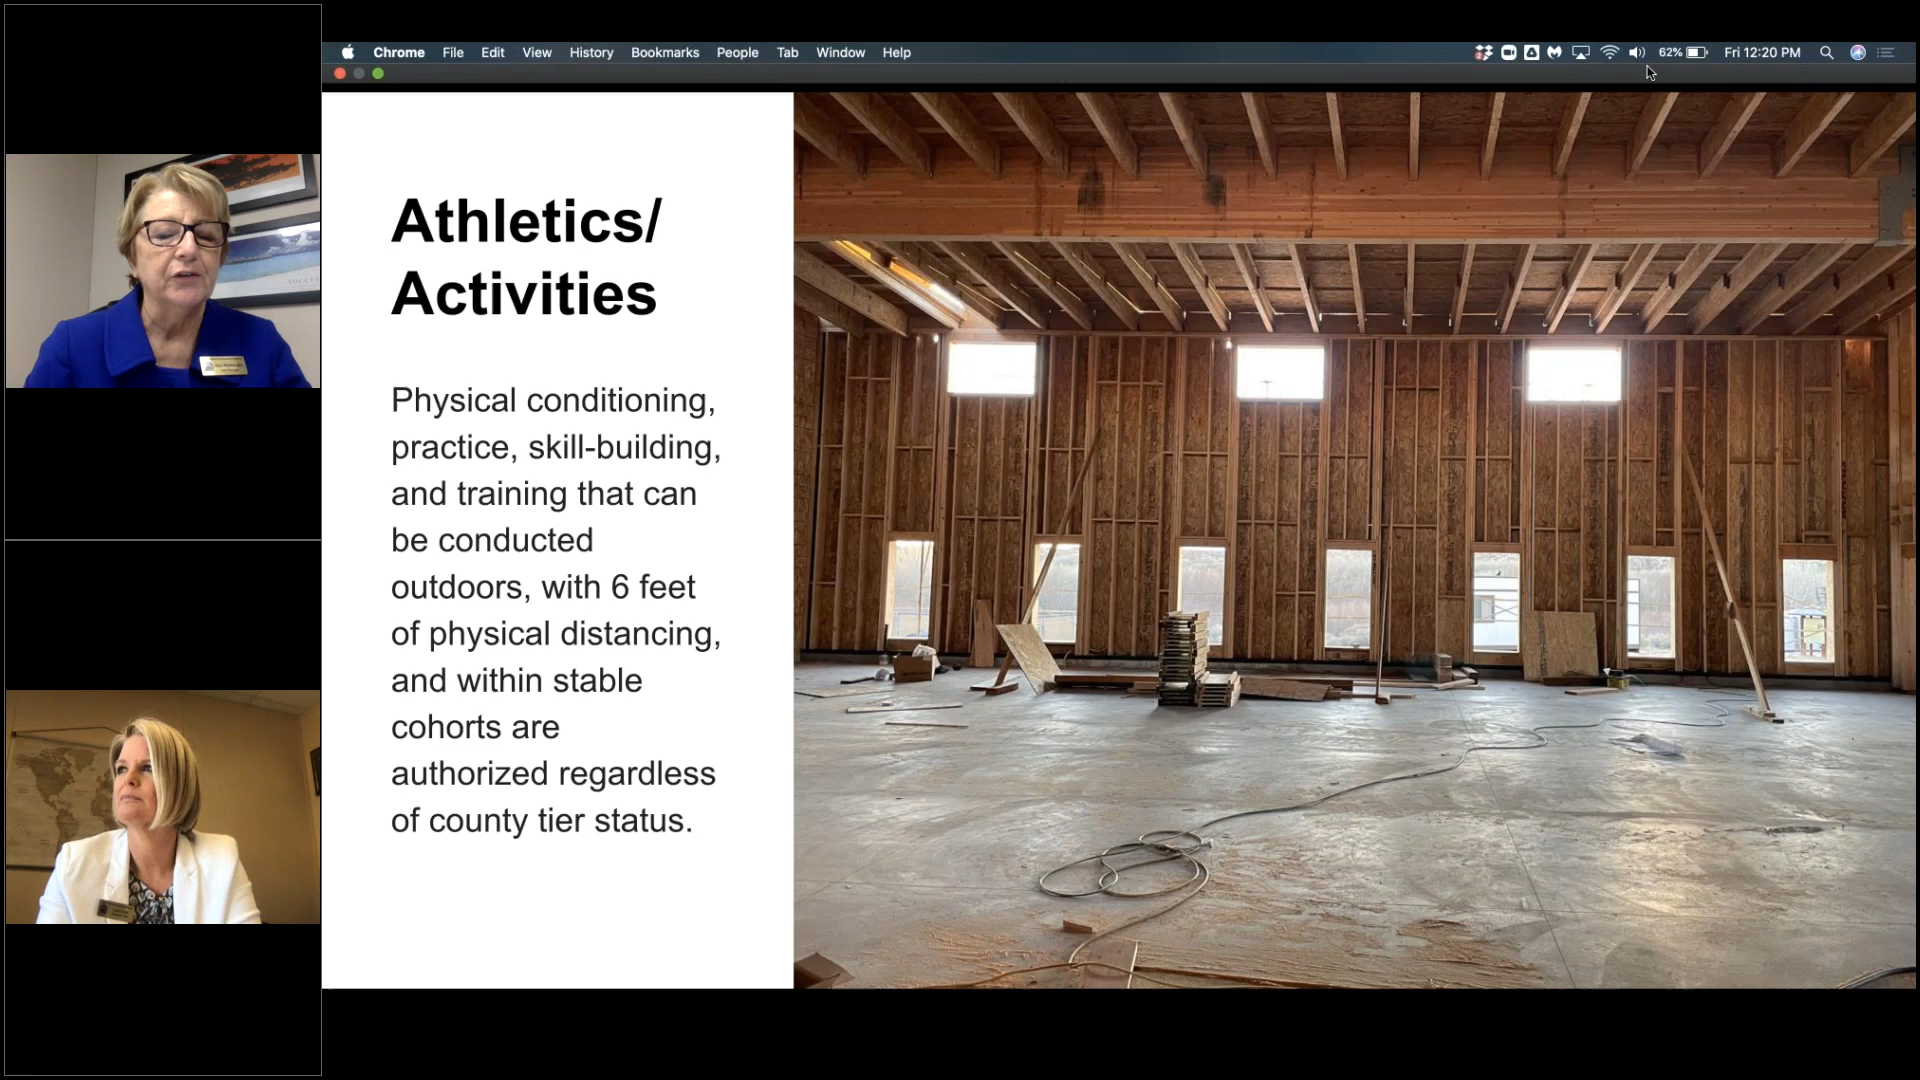 Chrome File Edit View History Bookmarks People Tab Window Help
62% Fri 12:20 PM
Athletics/
Activities
Physical conditioning,
practice, skill-building,
and training that can
be conducted
outdoors, with 6 feet
of physical distancing,
and within stable
cohorts are
authorized regardless
of county tier status.